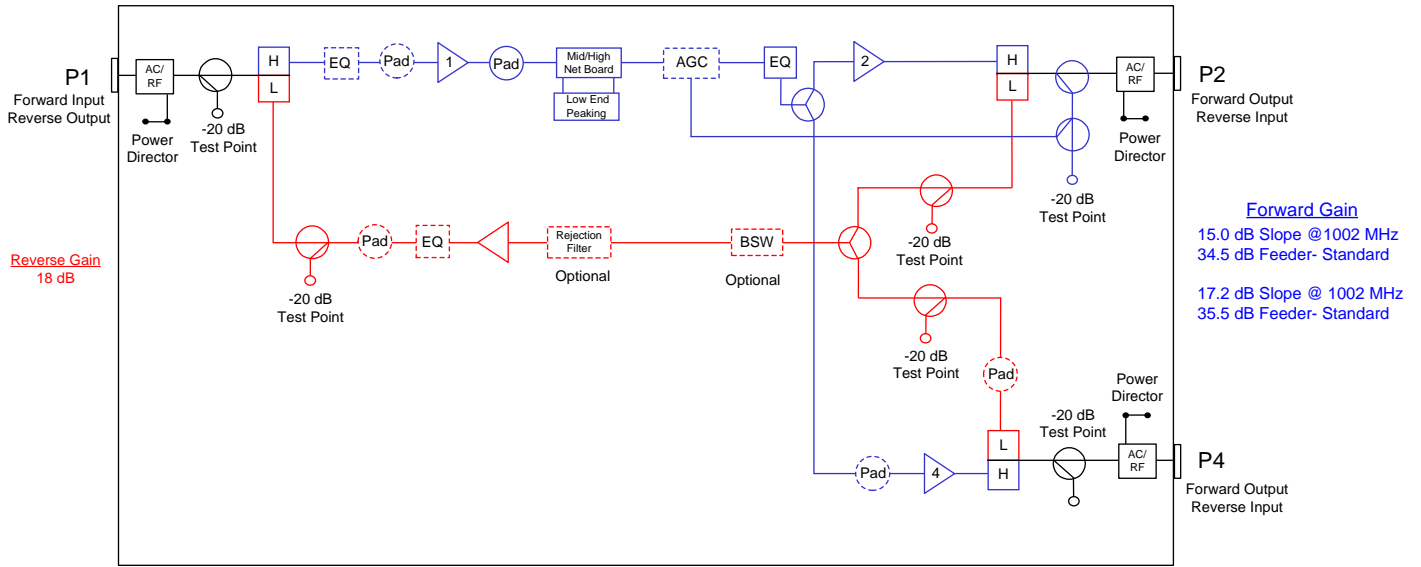 P1
Forward Input
Reverse Output
AC/
RF
Power
Director
-20 dB
Test Point
H
L
EQ
Pad
1
Pad
Mid/High
Net Board
Low End
Peaking
AGC
EQ
2
H
L
AC/
RF
P2
Forward Output
Reverse Input
Power
Director
-20 dB
Test Point
Reverse Gain
18 dB
-20 dB
Test Point
Pad
EQ
Rejection
Filter
Optional
BSW
Optional
-20 dB
Test Point
-20 dB
Test Point
Pad
Forward Gain
15.0 dB Slope @1002 MHz
34.5 dB Feeder- Standard
17.2 dB Slope @ 1002 MHz
35.5 dB Feeder- Standard
Pad
4
L
H
-20 dB
Test Point
Power
Director
AC/
RF
P4
Forward Output
Reverse Input